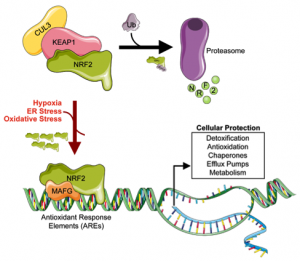 CUL3
KEAP1
NRF2
Ub
Proteasome
N R F 2
Hypoxia
ER Stress
Oxidative Stress
NRF2
MAFG
Antioxidant Response
Elements (AREs)
Cellular Protection
Detoxification
Antioxidation
Chaperones
Efflux Pumps
Metabolism